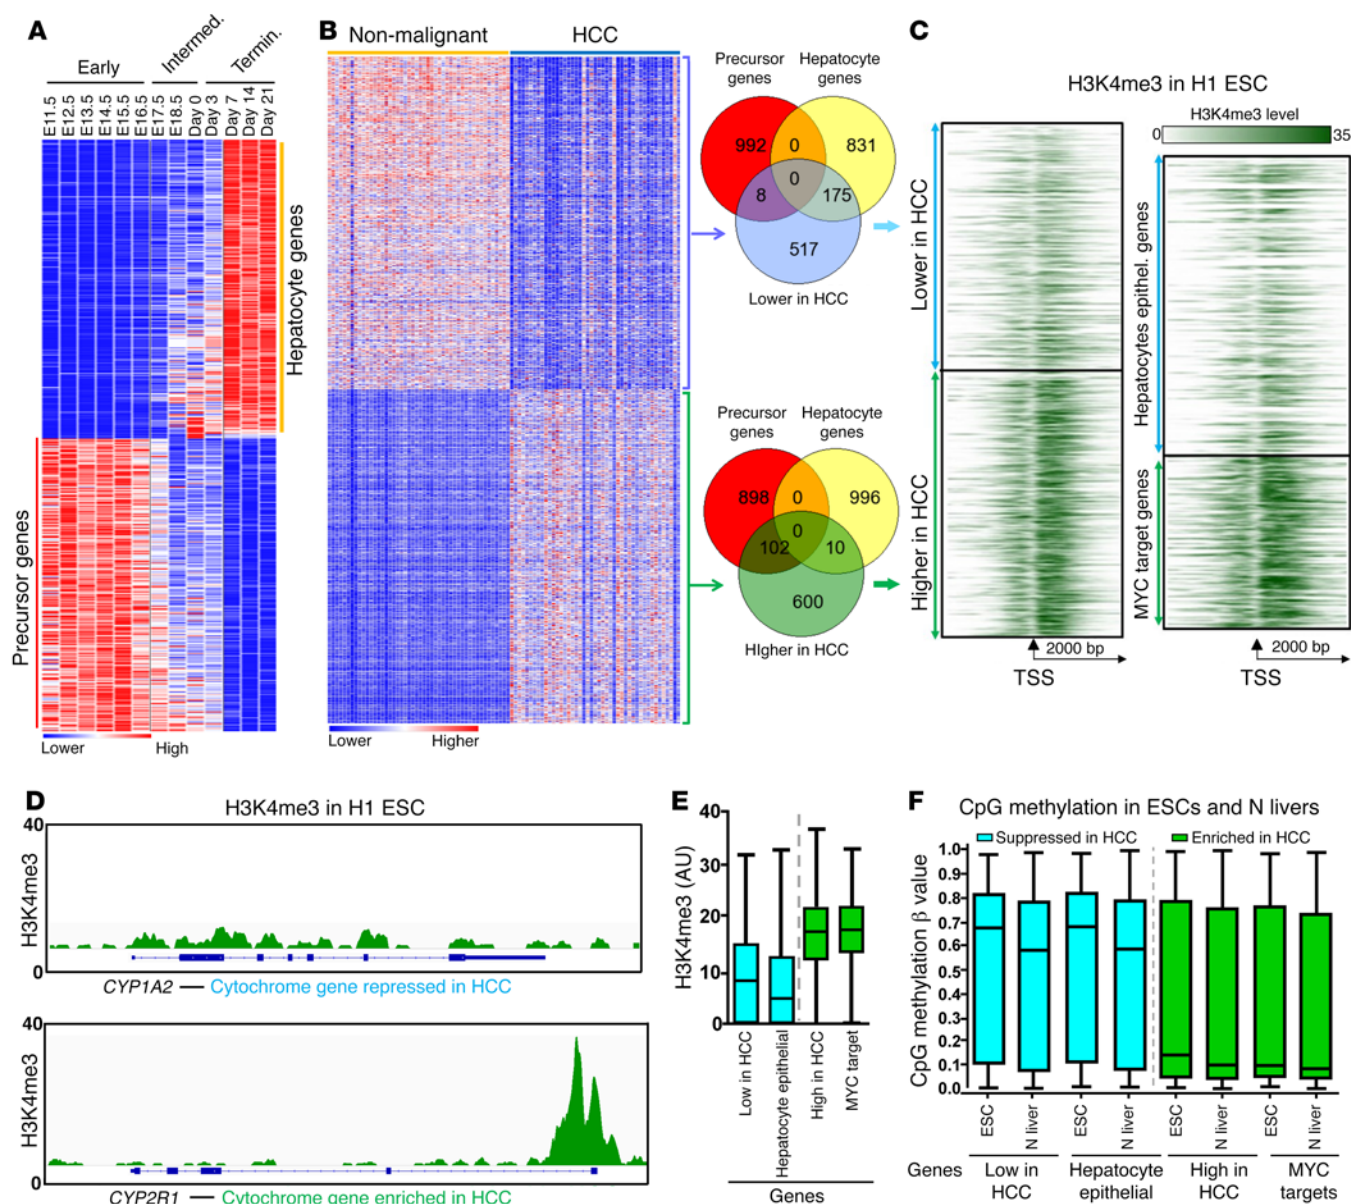 A
Early
Intermed.
Termin.
E11.5
E12.5
E13.5
E14.5
E15.5
E16.5
E17.5
E18.5
Day 0
Day 3
Day 7
Day 14
Day 21
Hepatocyte genes
Precursor genes
Lower
High
B
Non-malignant
HCC
Lower
Higher
Precursor genes
Hepatocyte genes
992
0
831
0
8
175
517
Lower in HCC
Precursor genes
Hepatocyte genes
898
0
996
0
102
10
600
HIgher in HCC
C
H3K4me3 in H1 ESC
H3K4me3 level
0
35
Lower in HCC
Higher in HCC
Hepatocytes epithel. genes
MYC target genes
2000 bp
TSS
2000 bp
TSS
D
H3K4me3 in H1 ESC
40
H3K4me3
0
CYP1A2 — Cytochrome gene repressed in HCC
40
H3K4me3
0
CYP2R1 — Cytochrome gene enriched in HCC
E
H3K4me3 (AU)
40
30
20
10
0
Low in HCC
Hepatocyte epithelial
High in HCC
MYC target
Genes
F
CpG methylation in ESCs and N livers
Suppressed in HCC
Enriched in HCC
CpG methylation β value
1.0
0.9
0.8
0.7
0.6
0.5
0.4
0.3
0.2
0.1
0.0
ESC
N liver
ESC
N liver
ESC
N liver
ESC
N liver
Genes
Low in HCC
Hepatocyte epithelial
High in HCC
MYC targets